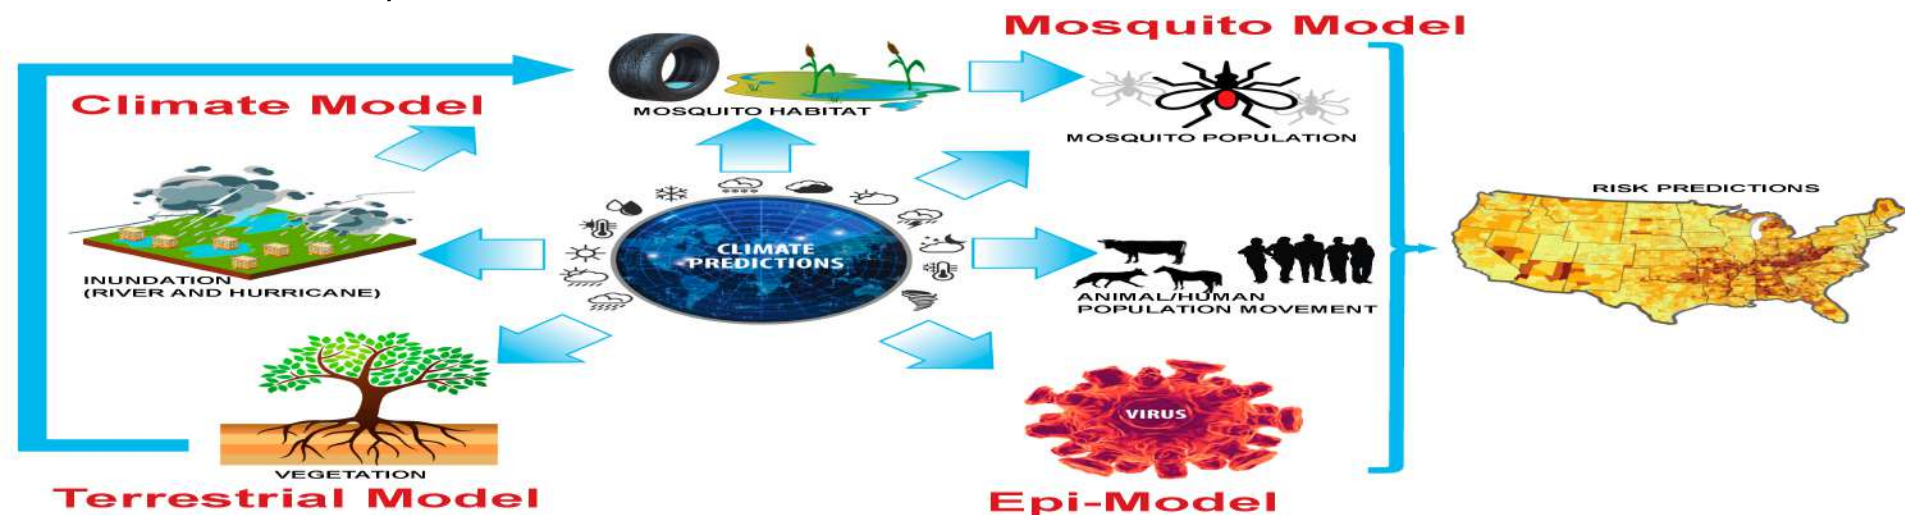 Mosquito Model
Climate Model
MOSQUITO HABITAT
MOSQUITO POPULATION
RISK PREDICTIONS
CLIMATE
PREDICTIONS
INUNDATION
(RIVER AND HURRICANE)
ANIMAL/HUMAN
POPULATION MOVEMENT
VIRUS
VEGETATION
Terrestrial Model
Epi-Model